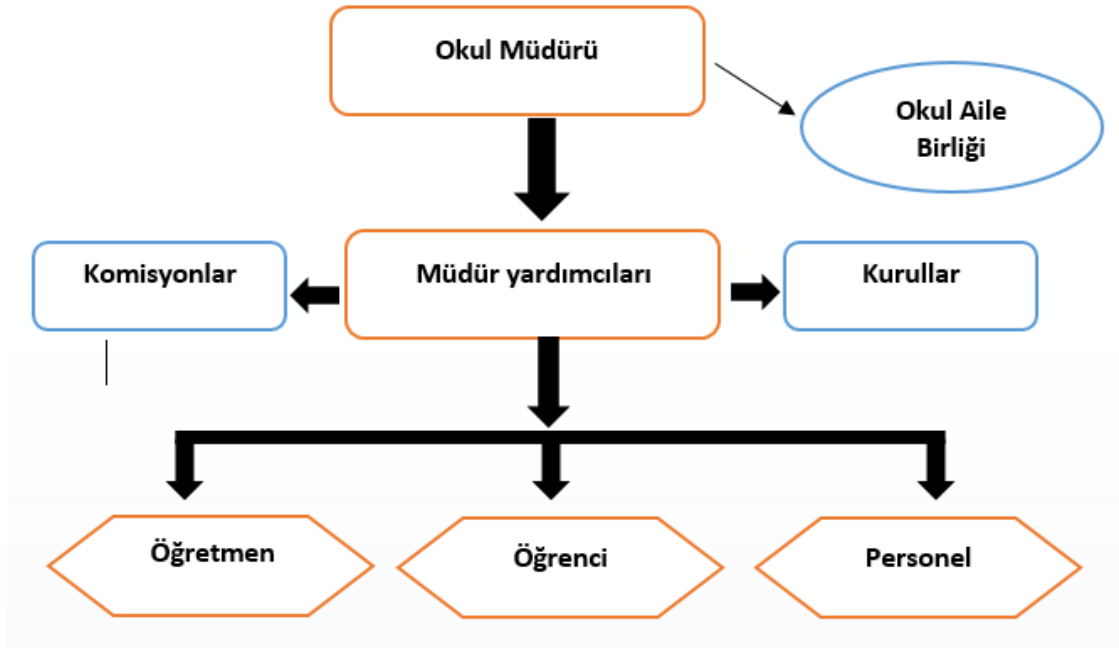 Okul Müdürü
Okul Aile
Birliği
Komisyonlar
Müdür yardımcıları
Kurullar
Öğretmen
Öğrenci
Personel